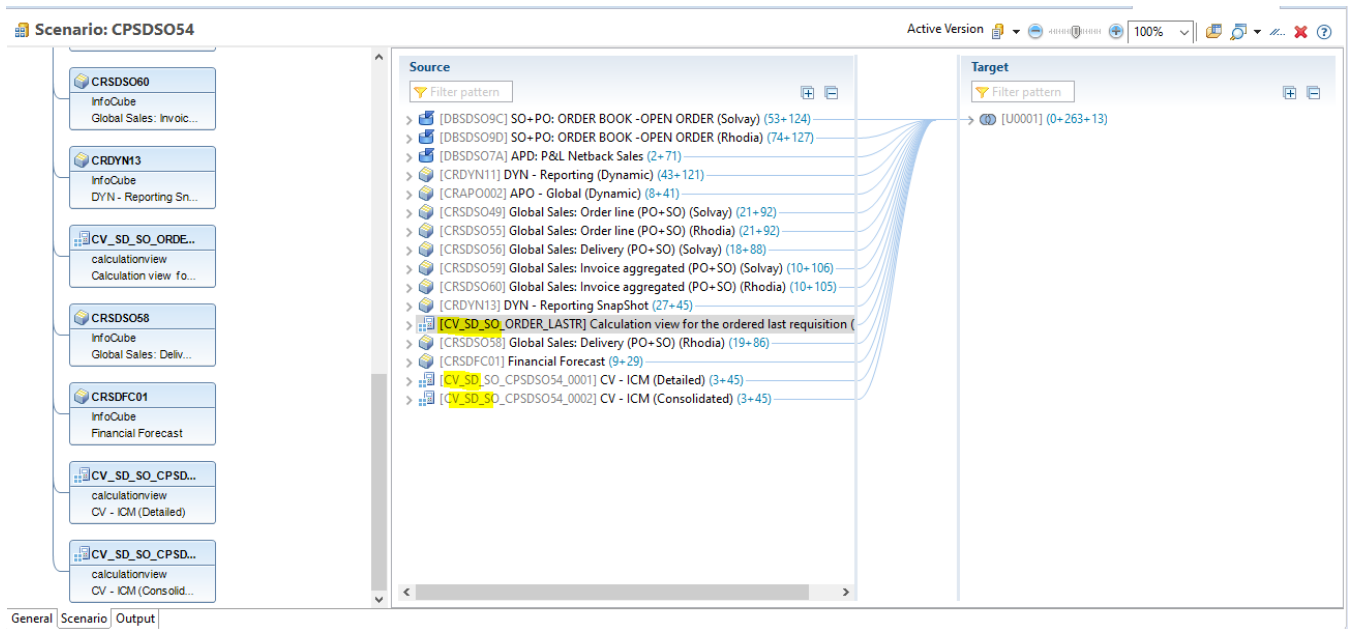 Scenario: CPSDSO54
Active Version
100%
CRSDSO60
InfoCube
Global Sales: Invoic...
CRDYN13
InfoCube
DYN - Reporting Sn...
CV_SD_SO_ORDE...
calculationview
Calculation view fo...
CRSDSO58
InfoCube
Global Sales: Deliv...
CRSDFC01
InfoCube
Financial Forecast
CV_SD_SO_CPSD...
calculationview
CV - ICM (Detailed)
CV_SD_SO_CPSD...
calculationview
CV - ICM (Consolid...
Source
Filter pattern
[DBSDSO9C] SO+PO: ORDER BOOK -OPEN ORDER (Solvay) (53+124)
[DBSDSO9D] SO+PO: ORDER BOOK -OPEN ORDER (Rhodia) (74+127)
[DBSDSO7A] APD: P&L Netback Sales (2+71)
[CRDYN11] DYN - Reporting (Dynamic) (43+121)
[CRAPO002] APO - Global (Dynamic) (8+41)
[CRSDSO49] Global Sales: Order line (PO+SO) (Solvay) (21+92)
[CRSDSO55] Global Sales: Order line (PO+SO) (Rhodia) (21+92)
[CRSDSO56] Global Sales: Delivery (PO+SO) (Solvay) (18+88)
[CRSDSO59] Global Sales: Invoice aggregated (PO+SO) (Solvay) (10+106)
[CRSDSO60] Global Sales: Invoice aggregated (PO+SO) (Rhodia) (10+105)
[CRDYN13] DYN - Reporting SnapShot (27+45)
[CV_SD_SO_ORDER_LASTR] Calculation view for the ordered last requisition (
[CRSDSO58] Global Sales: Delivery (PO+SO) (Rhodia) (19+86)
[CRSDFC01] Financial Forecast (9+29)
[CV_SD_SO_CPSDSO54_0001] CV - ICM (Detailed) (3+45)
[CV_SD_SO_CPSDSO54_0002] CV - ICM (Consolidated) (3+45)
Target
Filter pattern
[U0001] (0+263+13)
General Scenario Output